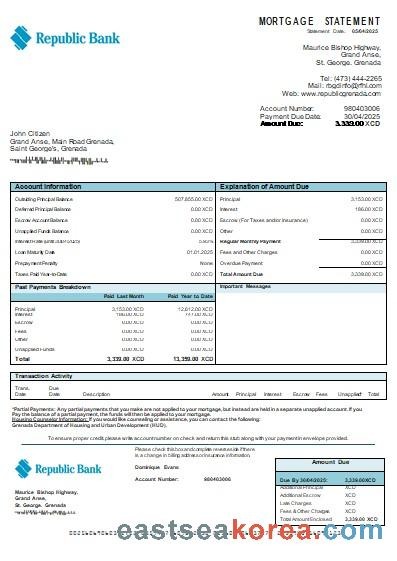 MORTGAGE STATEMENT
Statement Date: 05/04/2025
Republic Bank
Maurice Bishop Highway,
Grand Anse,
St. George. Grenada
Tel: (473) 444-2265
Mail: rbgdinfo@rfhl.com
Web: www.republicgrenada.com
Account Number: 980403006
Payment Due Date: 30/04/2025
Amount Due: 3,339.00 XCD
John Citizen
Grand Anse, Main Road Grenada,
Saint George's, Grenada
Account Information
Outstanding Principal Balance 507,855.00 XCD
Deferred Principal Balance 0.00 XCD
Escrow Account Balance 0.00 XCD
Unapplied Funds Balance 0.00 XCD
Interest Rate
Loan Maturity Date 01.01.2025
Prepayment Penalty None
Taxes Paid Year-to-Date 0.00 XCD
Explanation of Amount Due
Principal 3,153.00 XCD
Interest 186.00 XCD
Escrow (For Taxes and/or Insurance) 0.00 XCD
Other 0.00 XCD
Regular Monthly Payment 3,339.00 XCD
Fees and Other Charges 0.00 XCD
Overdue Payment 0.00 XCD
Total Amount Due 3,339.00 XCD
Past Payments Breakdown
Paid Last Month Paid Year to Date
Principal 3,153.00 XCD 12,612.00 XCD
Interest 186.00 XCD XCD
Escrow 0.00 XCD 0.00 XCD
Fees 0.00 XCD 0.00 XCD
Other 0.00 XCD 0.00 XCD
Unapplied Funds 0.00 XCD 0.00 XCD
Total 3,339.00 XCD 13,359.00 XCD
Important Messages
Transaction Activity
Trans. Date Due Date Description Amount Principal Interest Escrow Fees Unapplied Total
*Partial Payments: Any partial payments that you make are not applied to your mortgage, but instead are held in a separate unapplied account. If you
Pay the balance of a partial payment, the funds will then be applied to your mortgage.
Housing Counselor Information: If you would like counseling or assistance, you can contact the following:
Grenada Department of Housing and Urban Development (HUD),
To ensure proper credit, please write account number on check and return this stub along with your payment in envelope provided.
Republic Bank
Please check this box and complete reverse side if there
is a change in billing address or insurance information.
Dominique Evans
Account Number: 980403006
Maurice Bishop Highway,
Grand Anse,
St. George. Grenada
Amount Due
Due By 30/04/2025: 3,339.00 XCD
Additional Principal XCD
Additional Escrow XCD
Late Charges XCD
Fees & Other Charges XCD
Total Amount Enclosed 3,339.00 XCD
eastseakorea.com